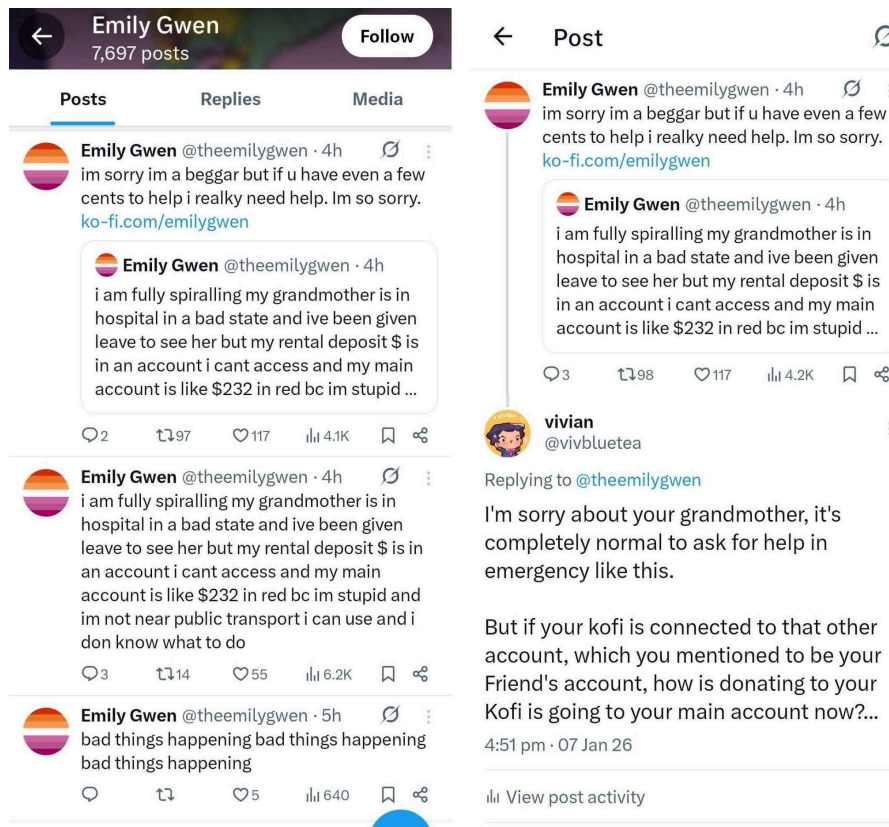 Emily Gwen
7,697 posts
Follow
Posts Replies Media
Emily Gwen @theemilygwen · 4h
im sorry im a beggar but if u have even a few
cents to help i realky need help. Im so sorry.
ko-fi.com/emilygwen
Emily Gwen @theemilygwen · 4h
i am fully spiralling my grandmother is in
hospital in a bad state and ive been given
leave to see her but my rental deposit $ is
in an account i cant access and my main
account is like $232 in red bc im stupid ...
2 97 117 4.1K
Emily Gwen @theemilygwen · 4h
i am fully spiralling my grandmother is in
hospital in a bad state and ive been given
leave to see her but my rental deposit $ is in
an account i cant access and my main
account is like $232 in red bc im stupid and
im not near public transport i can use and i
don know what to do
3 14 55 6.2K
Emily Gwen @theemilygwen · 5h
bad things happening bad things happening
bad things happening
5 640
Post
Emily Gwen @theemilygwen · 4h
im sorry im a beggar but if u have even a few
cents to help i realky need help. Im so sorry.
ko-fi.com/emilygwen
Emily Gwen @theemilygwen · 4h
i am fully spiralling my grandmother is in
hospital in a bad state and ive been given
leave to see her but my rental deposit $ is
in an account i cant access and my main
account is like $232 in red bc im stupid ...
3 98 117 4.2K
vivian
@vivbluetea
Replying to @theemilygwen
I'm sorry about your grandmother, it's
completely normal to ask for help in
emergency like this.
But if your kofi is connected to that other
account, which you mentioned to be your
Friend's account, how is donating to your
Kofi is going to your main account now?...
4:51 pm · 07 Jan 26
View post activity